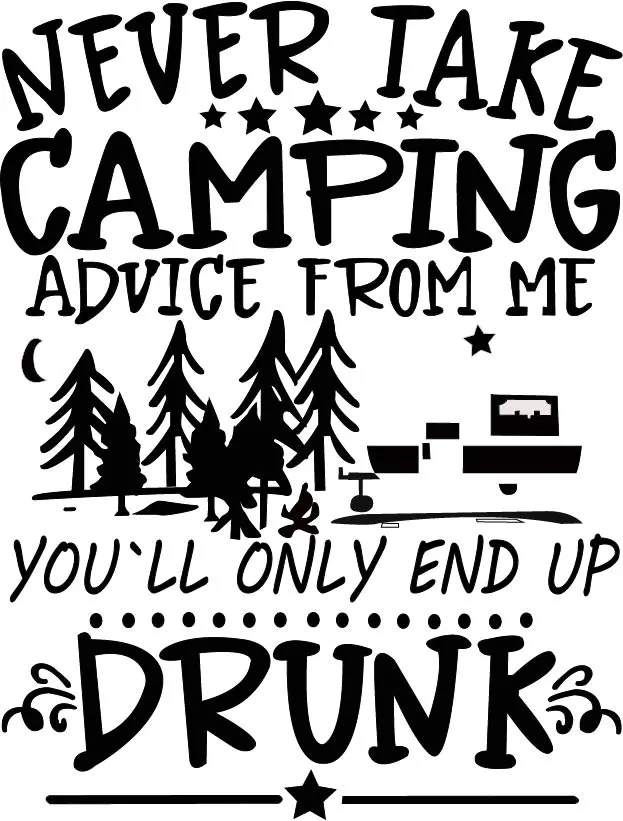 NEVER TAKE
CAMPING
ADVICE FROM ME
YOU`LL ONLY END UP
DRUNK